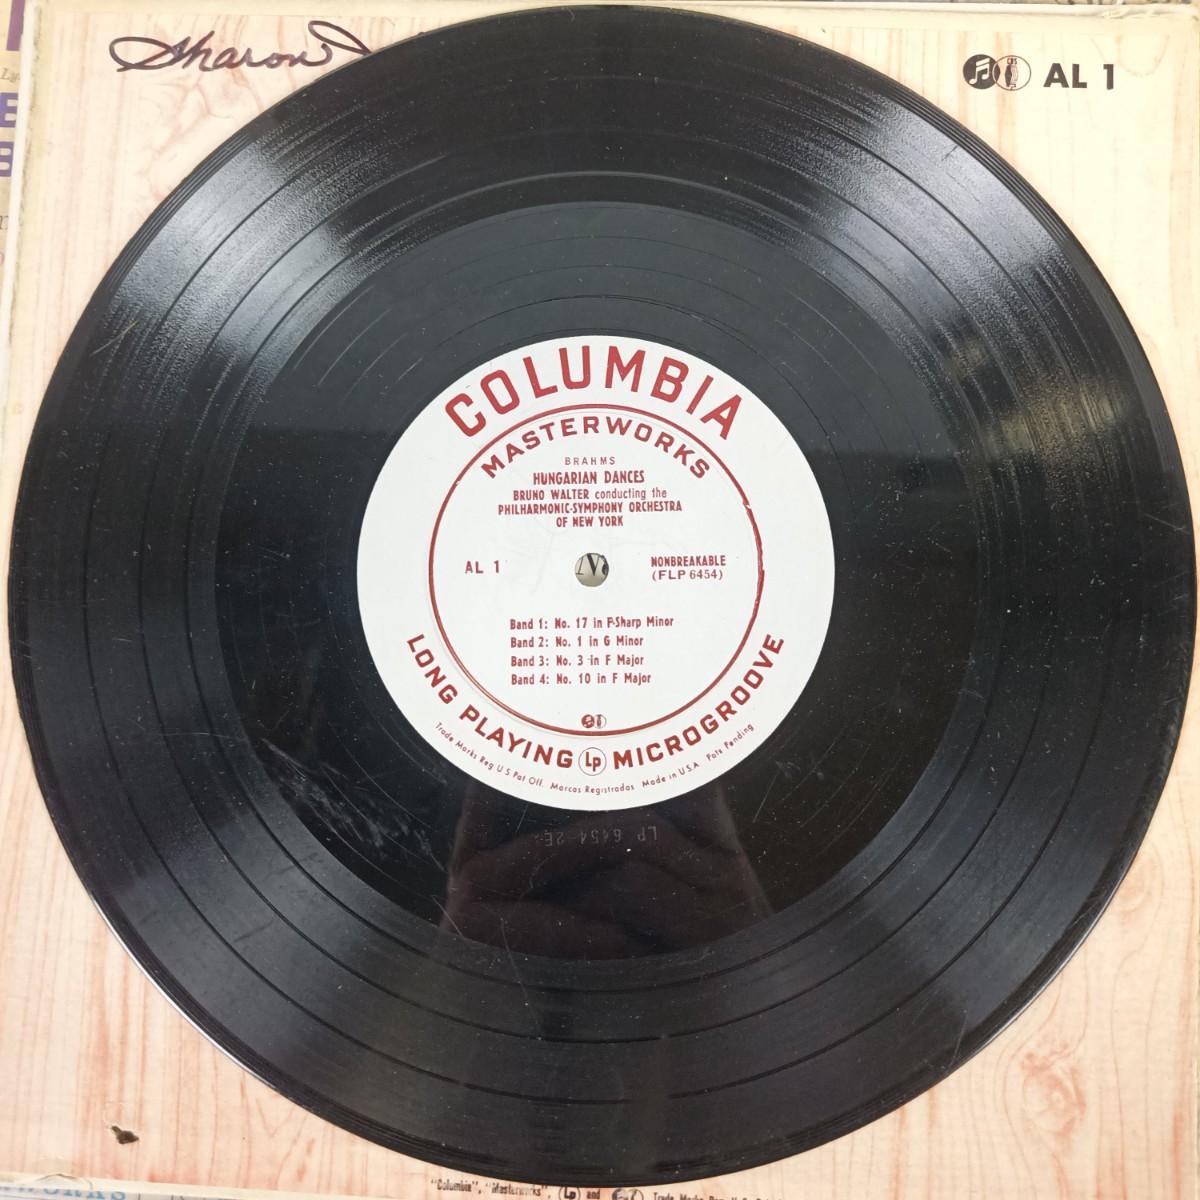 Sharon
CBS
AL 1
COLUMBIA
MASTERWORKS
BRAHMS
HUNGARIAN DANCES
BRUNO WALTER conducting the
PHILHARMONIC-SYMPHONY ORCHESTRA
OF NEW YORK
AL 1
NONBREAKABLE
(FLP 6454)
Band 1: No. 17 in F-Sharp Minor
Band 2: No. 1 in G Minor
Band 3: No. 3 in F Major
Band 4: No. 10 in F Major
LONG PLAYING Lp MICROGROOVE
Trade Marks Reg U S Pat Off. Marcas Registradas Made in U.S.A. Pats Pending
LP 6454-2E
"Columbia", "Masterworks", Lp and